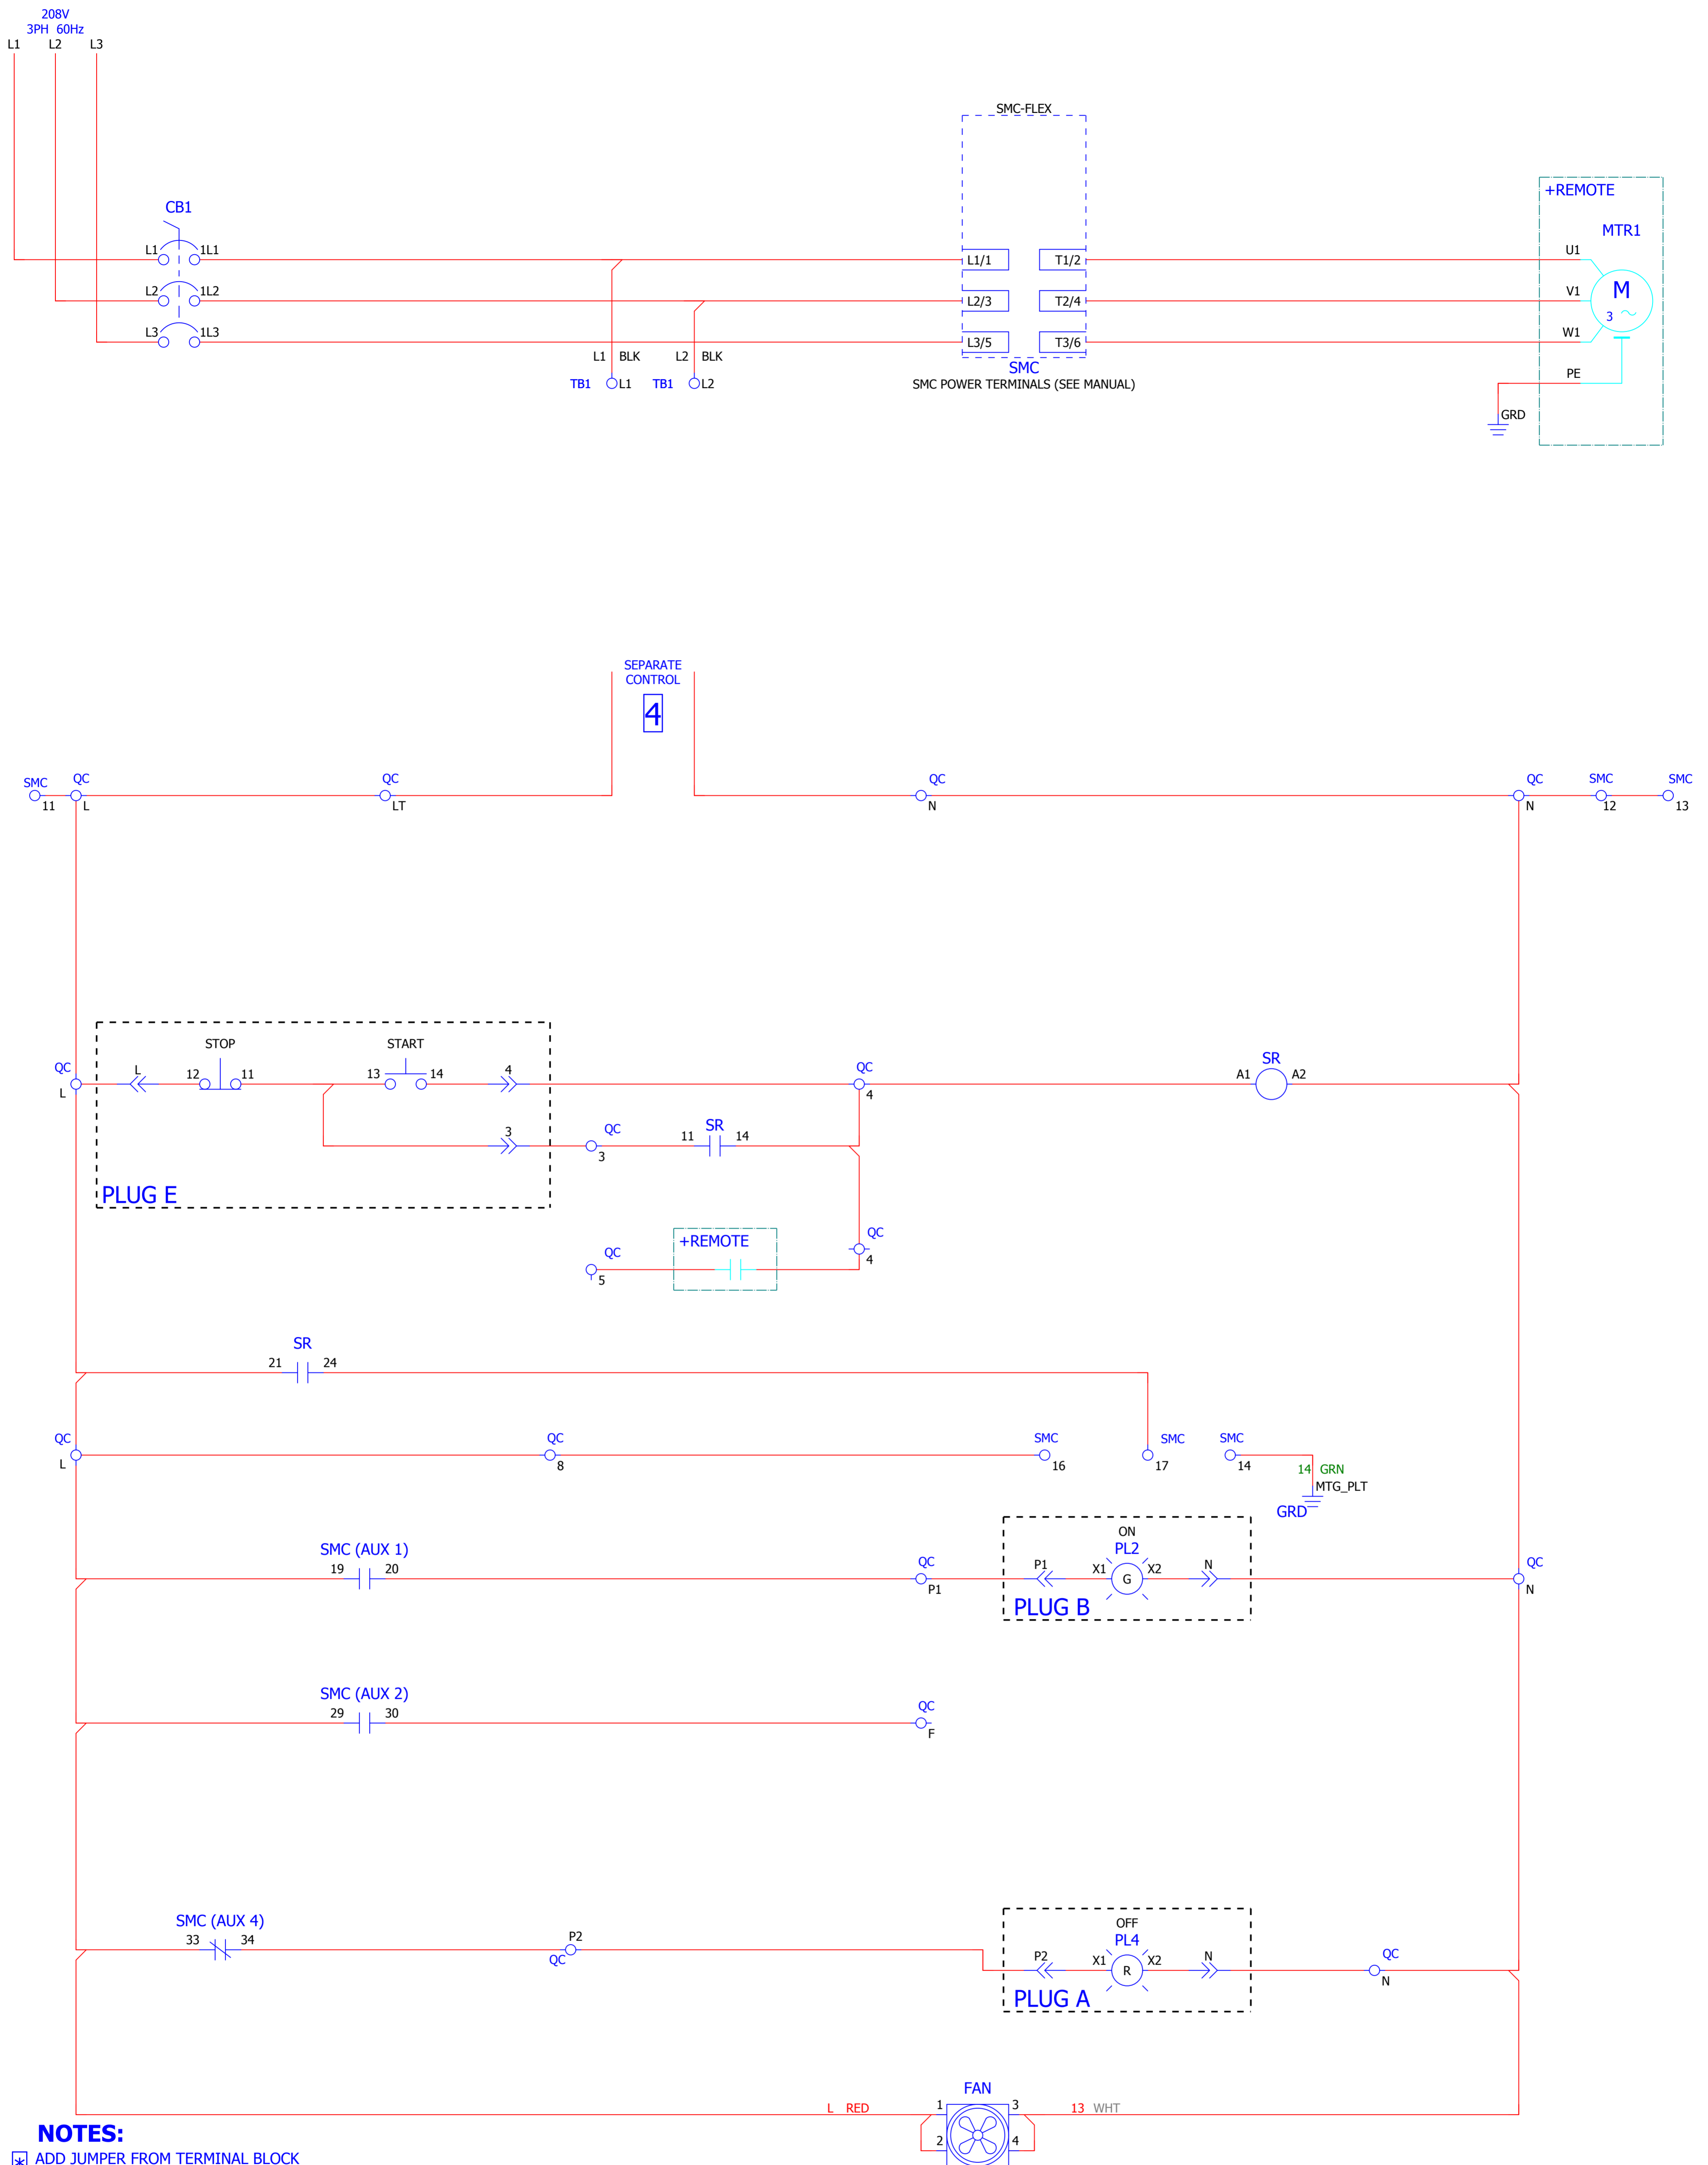 208V
3PH 60Hz
L1 L2 L3
SMC-FLEX
+REMOTE
CB1
MTR1
L1 1L1 L1/1 T1/2 U1
L2 1L2 L2/3 T2/4 V1 M
3
L3 1L3 L3/5 T3/6 W1
L1 BLK L2 BLK
SMC
PE
TB1 L1 TB1 L2
SMC POWER TERMINALS (SEE MANUAL)
GRD
SEPARATE
CONTROL
4
SMC QC QC QC QC SMC SMC
11 L LT N N 12 13
STOP START
QC L 12 11 13 14 4 QC SR
A1 A2
L 4
3 QC 11 SR 14
3
PLUG E
+REMOTE QC
QC 4
5
SR
21 24
QC QC SMC SMC SMC
L 8 16 17 14
14 GRN
MTG_PLT
GRD
ON
SMC (AUX 1) PL2
19 20 QC P1 X1 G X2 N QC
P1 N
PLUG B
SMC (AUX 2)
29 30 QC
F
OFF
SMC (AUX 4) PL4
33 34 P2
QC
P2 X1 R X2 N QC
N
PLUG A
FAN
L RED 1 3 13 WHT
2 4
NOTES:
* ADD JUMPER FROM TERMINAL BLOCK